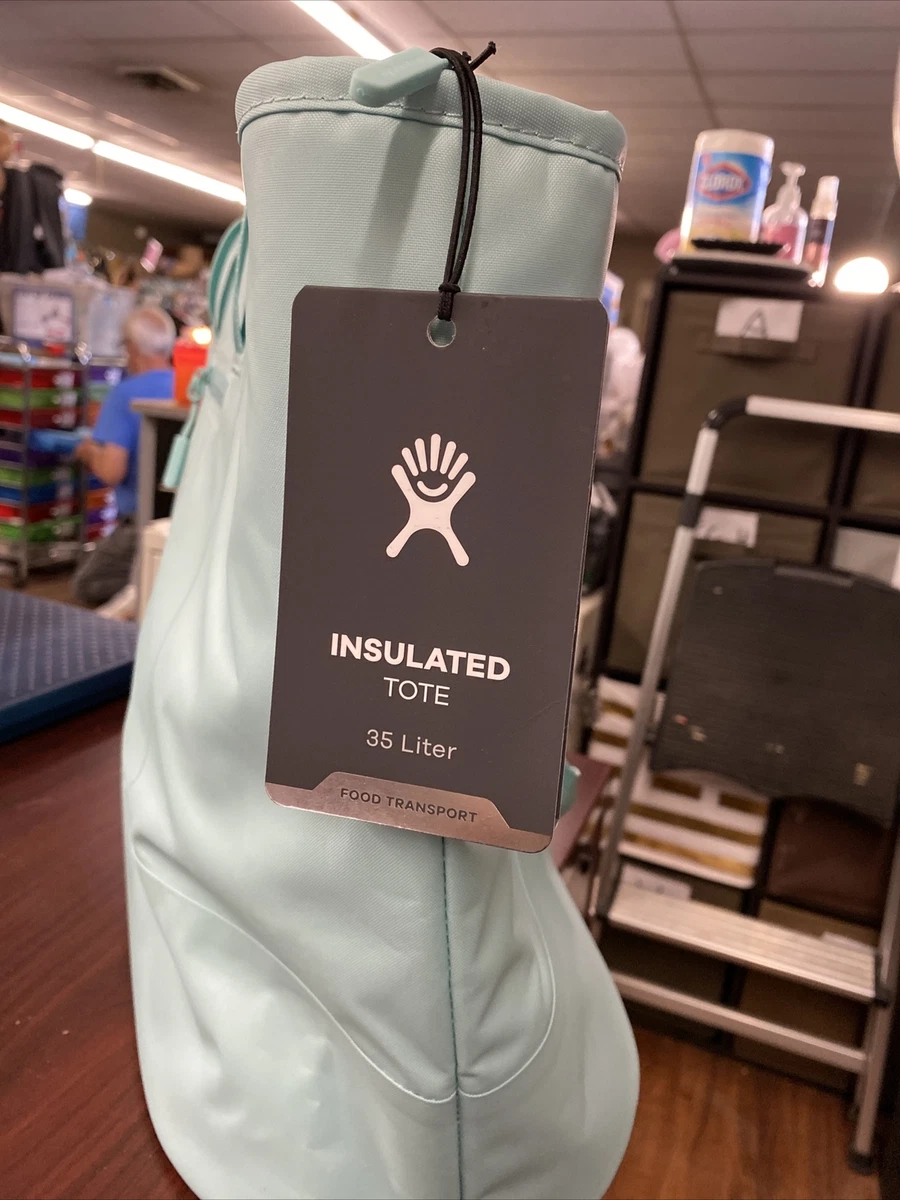 INSULATED
TOTE
35 Liter
FOOD TRANSPORT
CLOROX
A